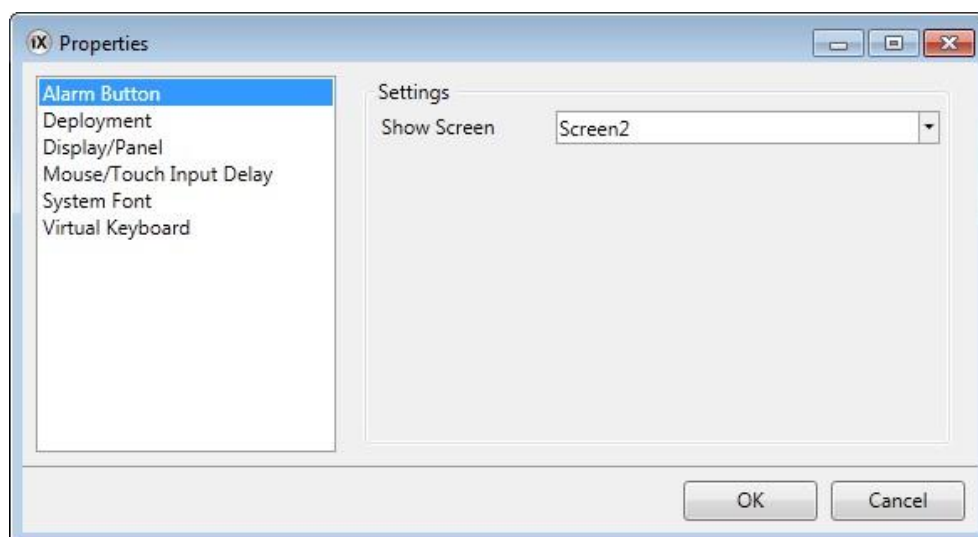 iX Properties
Alarm Button
Deployment
Display/Panel
Mouse/Touch Input Delay
System Font
Virtual Keyboard
Settings
Show Screen Screen2
OK Cancel